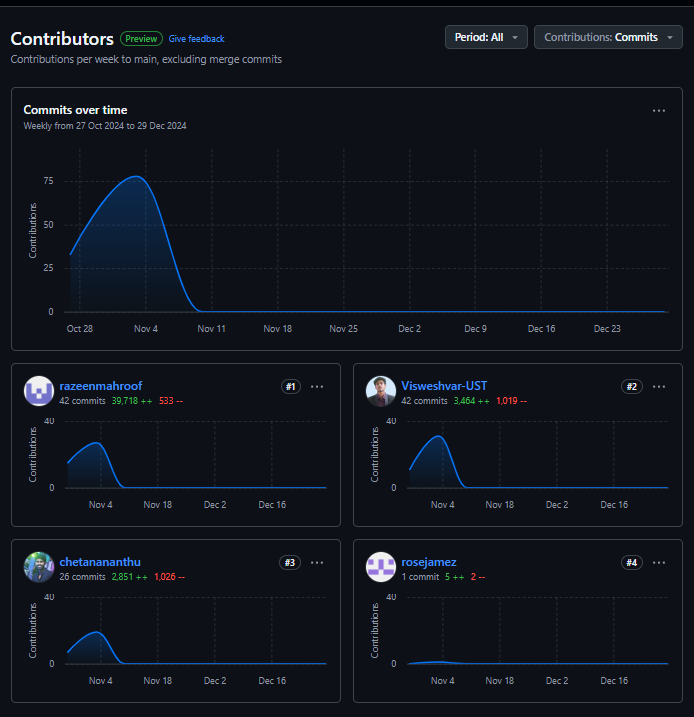 Contributors Preview Give feedback
Period: All
Contributions: Commits
Contributions per week to main, excluding merge commits
Commits over time
Weekly from 27 Oct 2024 to 29 Dec 2024
Contributions
75
50
25
0
Oct 28 Nov 4 Nov 11 Nov 18 Nov 25 Dec 2 Dec 9 Dec 16 Dec 23
razeenmahroof #1
42 commits 39,718 ++ 533 --
Contributions
40
0
Nov 4 Nov 18 Dec 2 Dec 16
Visweshvar-UST #2
42 commits 3,464 ++ 1,019 --
Contributions
40
0
Nov 4 Nov 18 Dec 2 Dec 16
chetanananthu #3
26 commits 2,851 ++ 1,026 --
Contributions
40
0
Nov 4 Nov 18 Dec 2 Dec 16
rosejamez #4
1 commit 5 ++ 2 --
Contributions
40
0
Nov 4 Nov 18 Dec 2 Dec 16